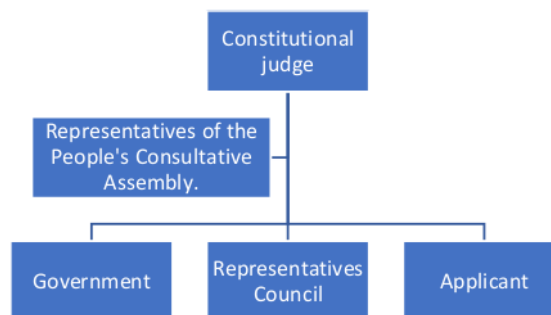 Constitutional
judge
Representatives of the
People's Consultative
Assembly.
Government
Representatives
Council
Applicant